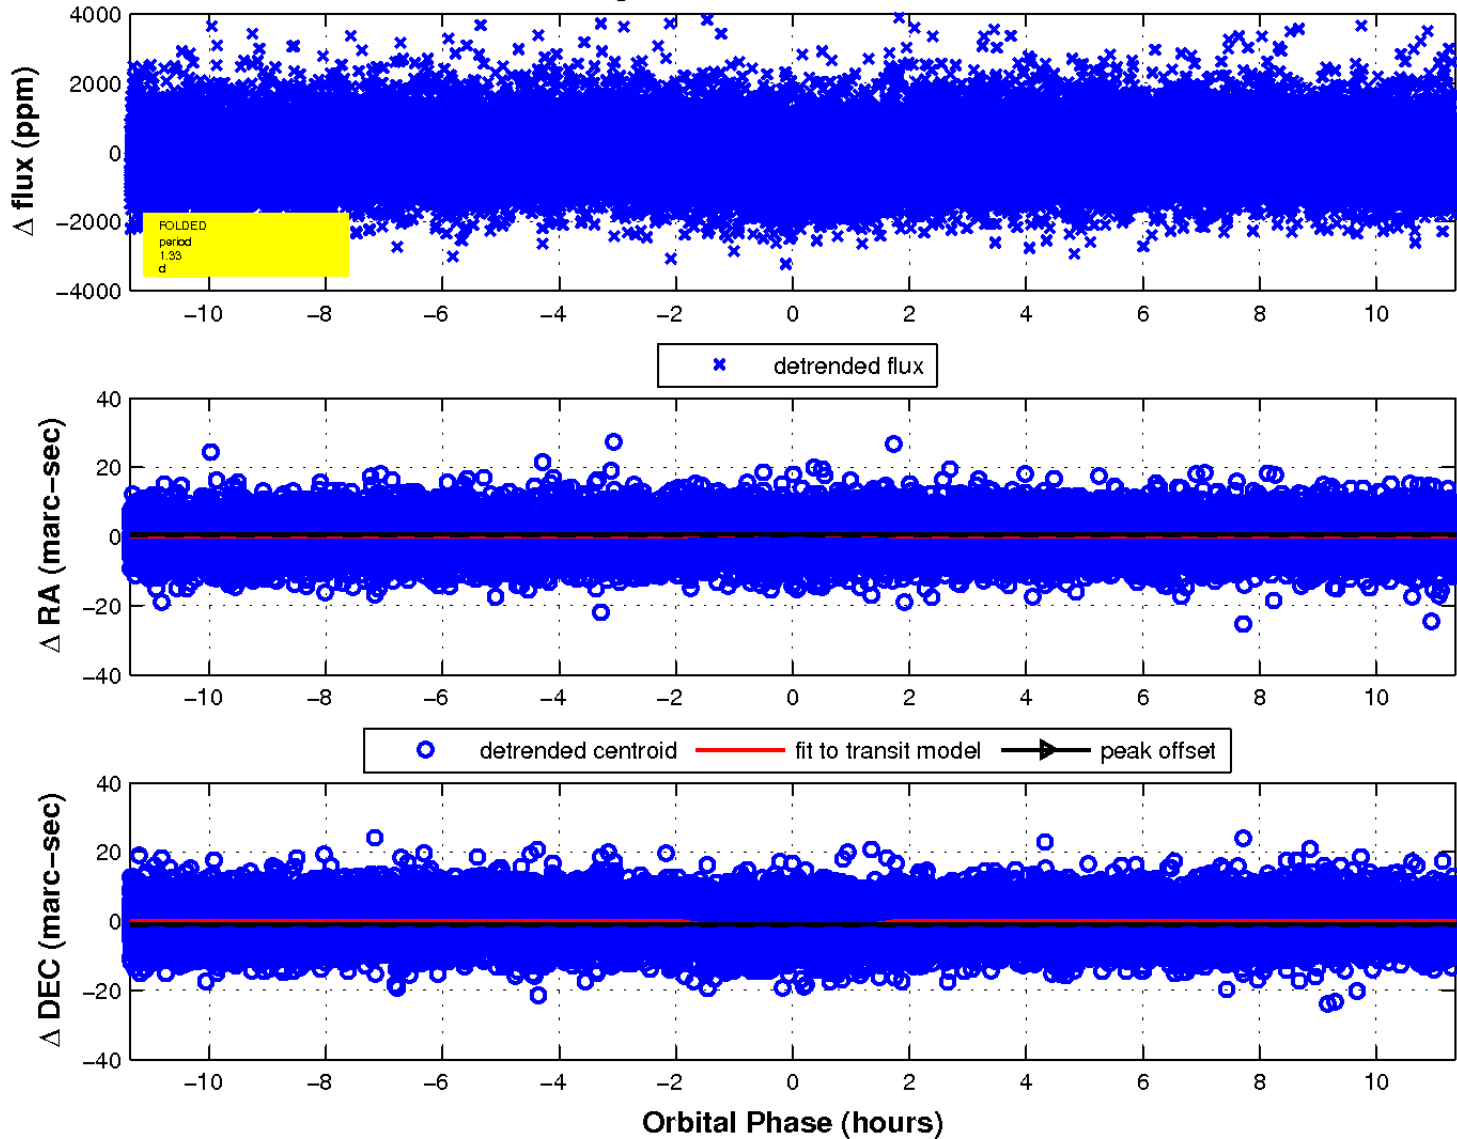 4000
2000
0
−2000
−4000
Δ flux (ppm)
FOLDED
period
1.33
d
−10 −8 −6 −4 −2 0 2 4 6 8 10
detrended flux
40
20
0
−20
−40
Δ RA (marc−sec)
−10 −8 −6 −4 −2 0 2 4 6 8 10
detrended centroid fit to transit model peak offset
40
20
0
−20
−40
Δ DEC (marc−sec)
−10 −8 −6 −4 −2 0 2 4 6 8 10
Orbital Phase (hours)